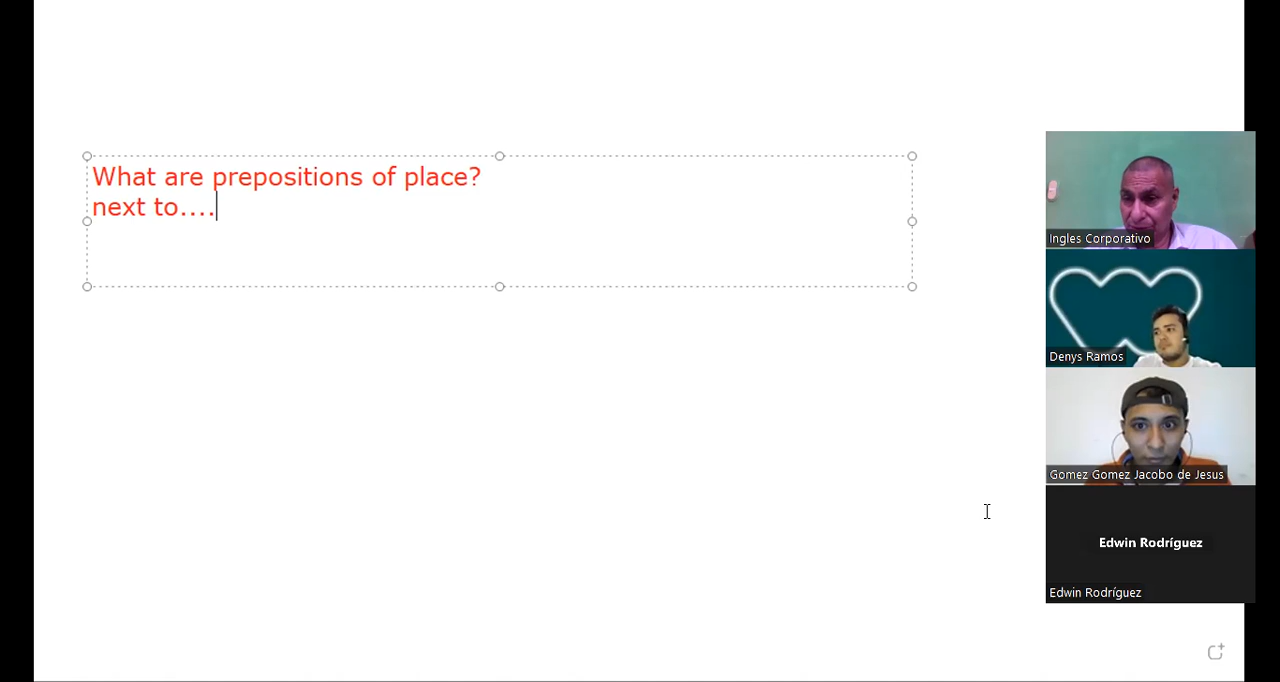 What are prepositions of place?
next to....
Ingles Corporativo
Denys Ramos
Gomez Gomez Jacobo de Jesus
Edwin Rodríguez
Edwin Rodríguez